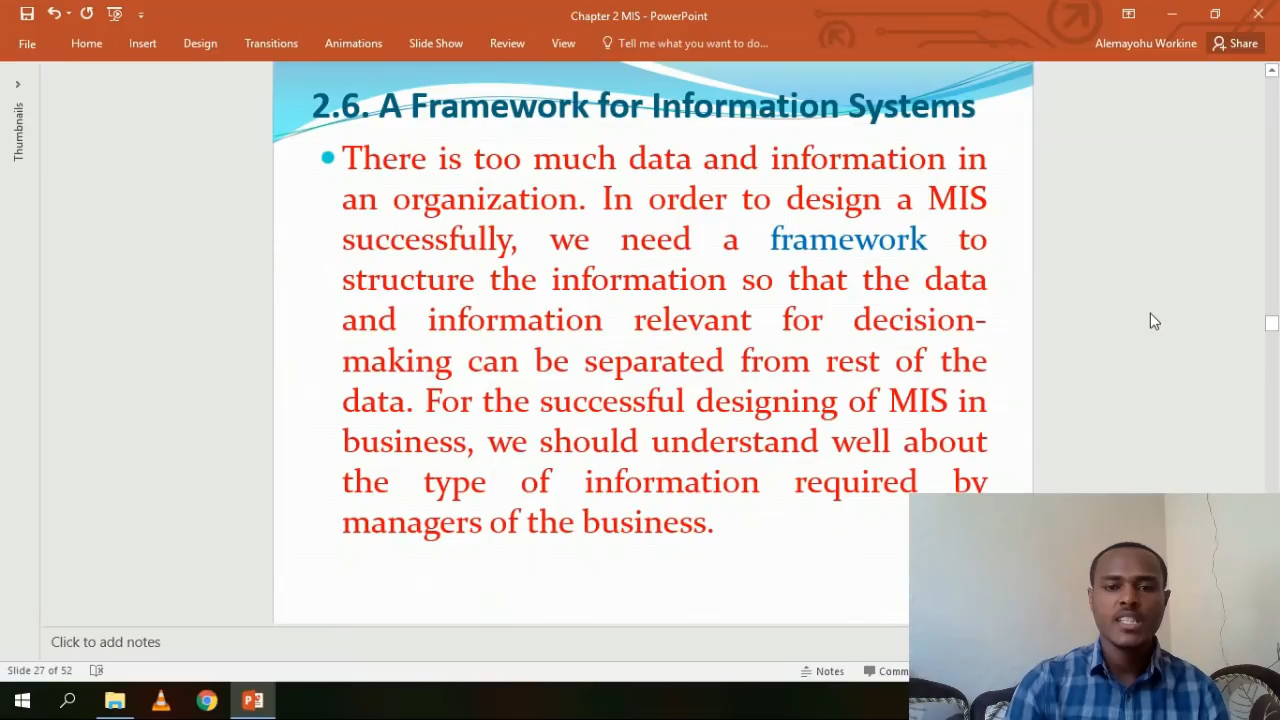 Chapter 2 MIS - PowerPoint
File Home Insert Design Transitions Animations Slide Show Review View Tell me what you want to do... Alemayohu Workine Share
Thumbnails
2.6. A Framework for Information Systems
There is too much data and information in
an organization. In order to design a MIS
successfully, we need a framework to
structure the information so that the data
and information relevant for decision-
making can be separated from rest of the
data. For the successful designing of MIS in
business, we should understand well about
the type of information required by
managers of the business.
Click to add notes
Slide 27 of 52 Notes Comm